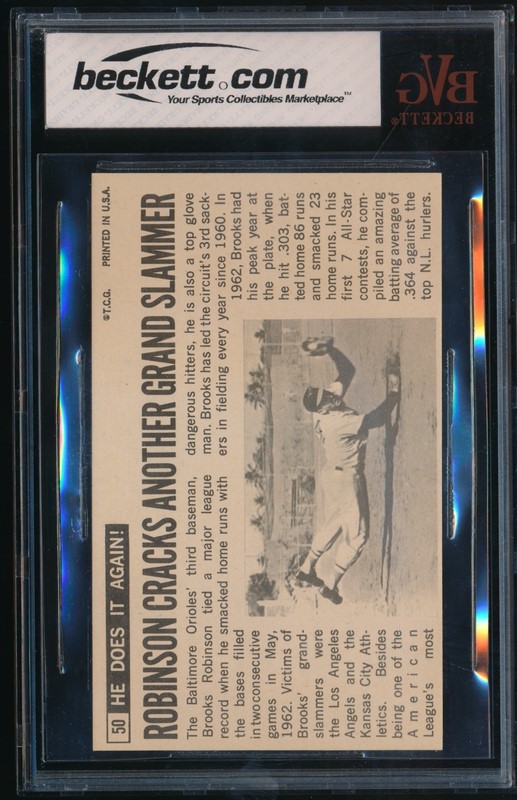 beckett.com
Your Sports Collectibles Marketplace™
BVG
BECKETT®
50 HE DOES IT AGAIN!
©T.C.G. PRINTED IN U.S.A.
ROBINSON CRACKS ANOTHER GRAND SLAMMER
The Baltimore Orioles' third baseman,
Brooks Robinson tied a major league
record when he smacked home runs with
the bases filled
in two consecutive
games in May,
1962. Victims of
Brooks' grand-
slammers were
the Los Angeles
Angels and the
Kansas City Ath-
letics. Besides
being one of the
American
League's most
dangerous hitters, he is also a top glove
man. Brooks has led the circuit's 3rd sack-
ers in fielding every year since 1960. In
1962, Brooks had
his peak year at
the plate, when
he hit .303, bat-
ted home 86 runs
and smacked 23
home runs. In his
first 7 All-Star
contests, he com-
piled an amazing
batting average of
.364 against the
top N.L. hurlers.